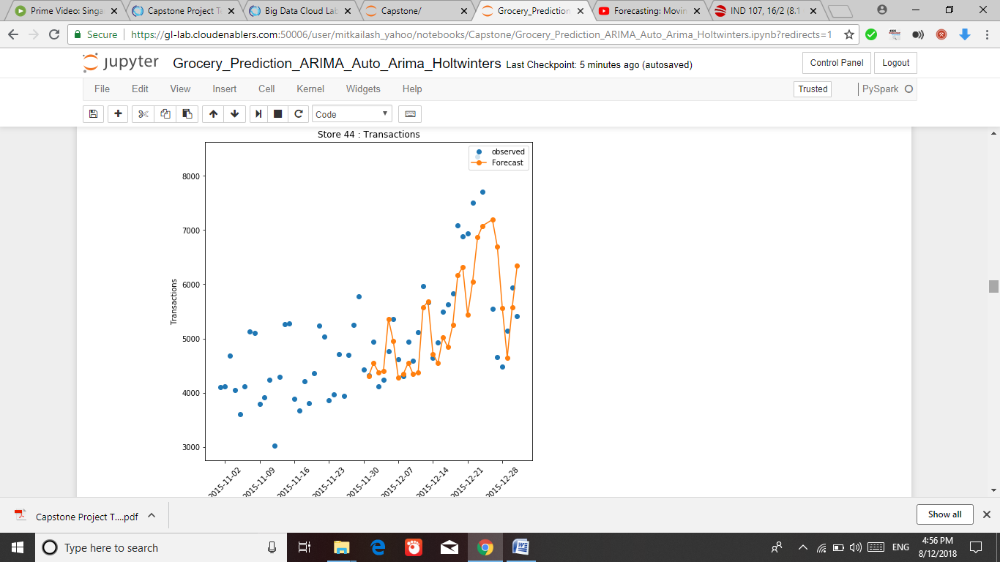 Prime Video: Singa
Capstone Project Te
Big Data Cloud Lab
Capstone/
Grocery_Prediction
Forecasting: Movin
IND 107, 16/2 (8.1
Secure
https://gl-lab.cloudenablers.com:50006/user/mitkailash_yahoo/notebooks/Capstone/Grocery_Prediction_ARIMA_Auto_Arima_Holtwinters.ipynb?redirects=1
jupyter
Grocery_Prediction_ARIMA_Auto_Arima_Holtwinters Last Checkpoint: 5 minutes ago (autosaved)
Control Panel
Logout
File Edit View Insert Cell Kernel Widgets Help
Trusted
PySpark
Code
Store 44 : Transactions
observed
Forecast
8000
7000
6000
5000
4000
3000
Transactions
2015-11-02
2015-11-09
2015-11-16
2015-11-23
2015-11-30
2015-12-07
2015-12-14
2015-12-21
2015-12-28
Capstone Project T....pdf
Show all
Type here to search
ENG
4:56 PM
8/12/2018